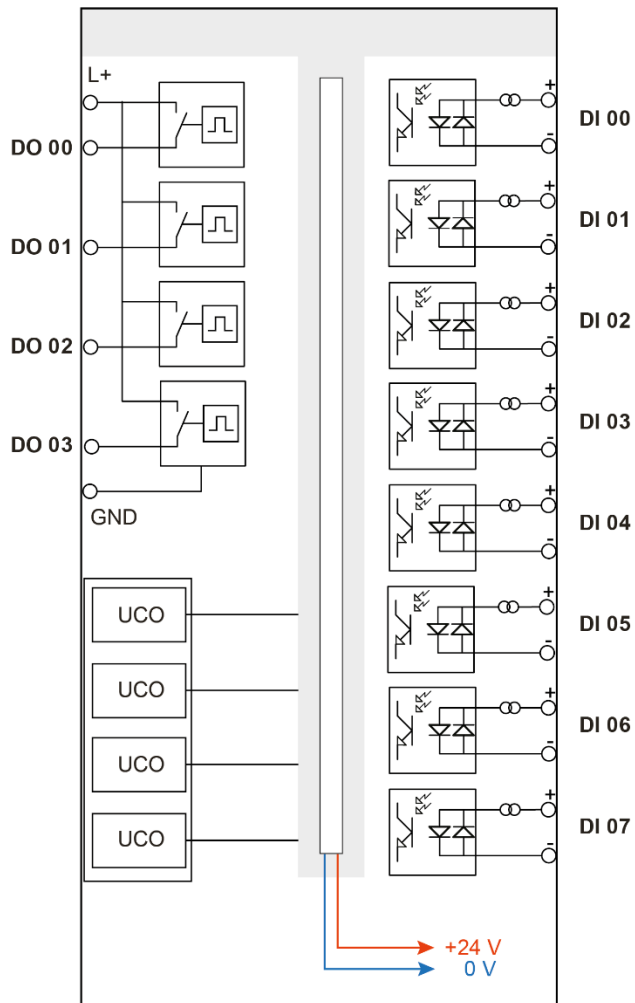 L+
DO 00
DO 01
DO 02
DO 03
GND
UCO
UCO
UCO
UCO
+
-
DI 00
+
-
DI 01
+
-
DI 02
+
-
DI 03
+
-
DI 04
+
-
DI 05
+
-
DI 06
+
-
DI 07
+24 V
0 V